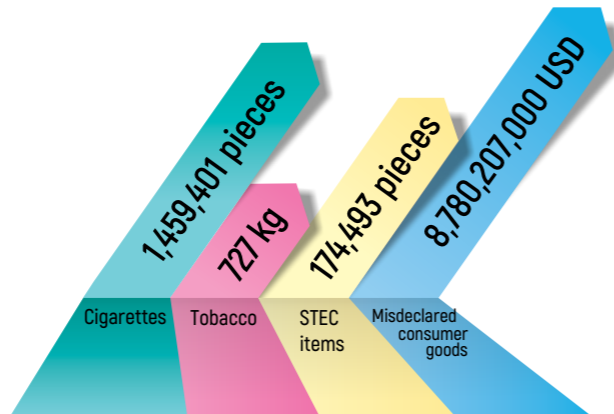 1,459,401 pieces
727 kg
174,493 pieces
8,780,207,000 USD
Cigarettes
Tobacco
STEC
items
Misdeclared
consumer
goods